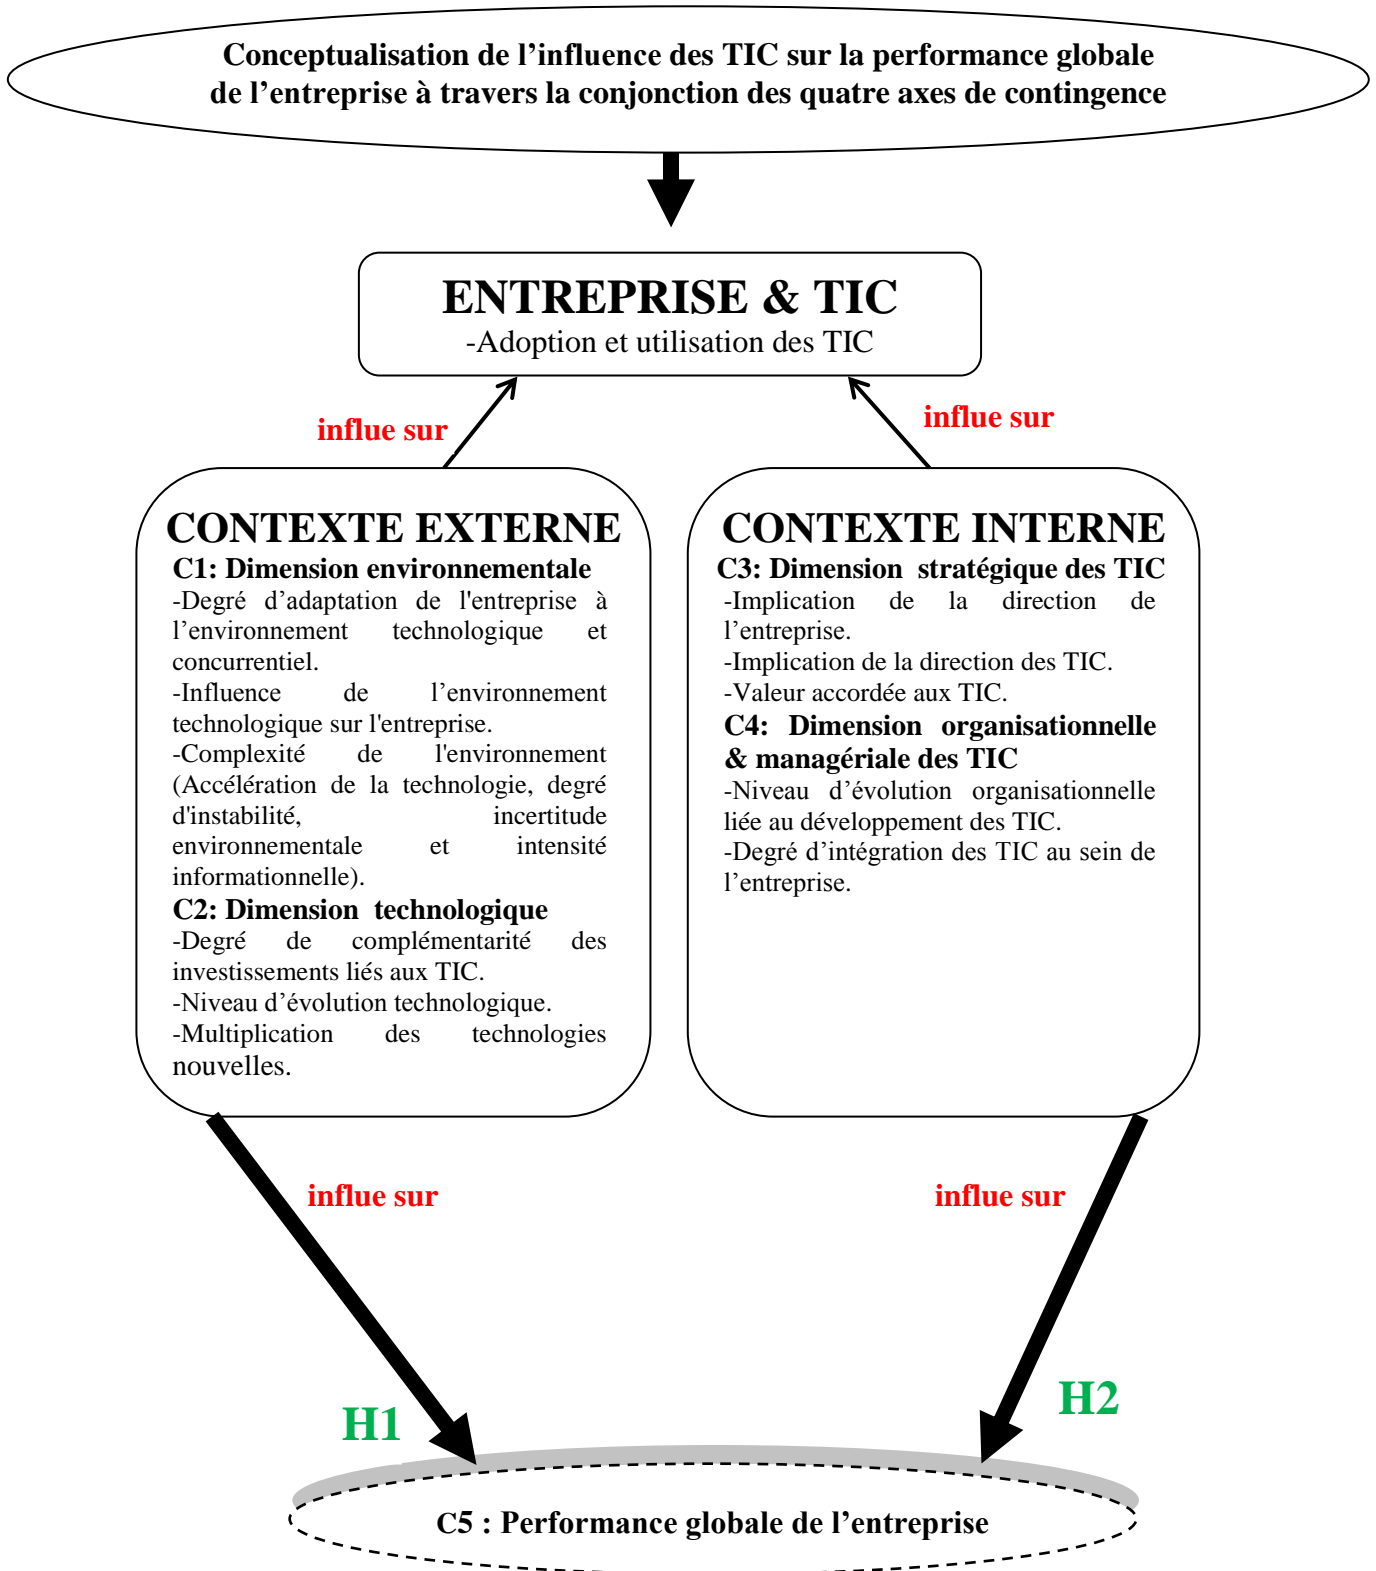 Conceptualisation de l’influence des TIC sur la performance globale
de l’entreprise à travers la conjonction des quatre axes de contingence
ENTREPRISE & TIC
-Adoption et utilisation des TIC
influe sur
influe sur
CONTEXTE EXTERNE
C1: Dimension environnementale
-Degré d’adaptation de l'entreprise à
l’environnement technologique et
concurrentiel.
-Influence de l’environnement
technologique sur l'entreprise.
-Complexité de l'environnement
(Accélération de la technologie, degré
d'instabilité, incertitude
environnementale et intensité
informationnelle).
C2: Dimension technologique
-Degré de complémentarité des
investissements liés aux TIC.
-Niveau d’évolution technologique.
-Multiplication des technologies
nouvelles.
CONTEXTE INTERNE
C3: Dimension stratégique des TIC
-Implication de la direction de
l’entreprise.
-Implication de la direction des TIC.
-Valeur accordée aux TIC.
C4: Dimension organisationnelle
& managériale des TIC
-Niveau d’évolution organisationnelle
liée au développement des TIC.
-Degré d’intégration des TIC au sein de
l’entreprise.
influe sur
influe sur
H1
H2
C5 : Performance globale de l’entreprise